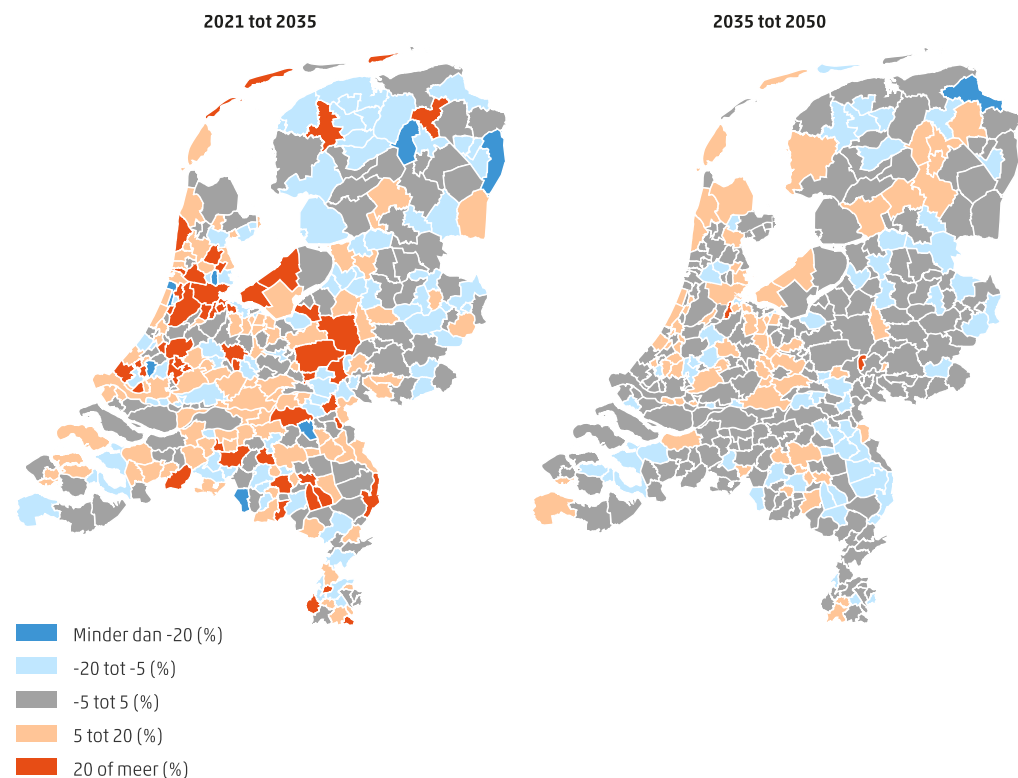 2021 tot 2035
2035 tot 2050
Minder dan -20 (%)
-20 tot -5 (%)
-5 tot 5 (%)
5 tot 20 (%)
20 of meer (%)